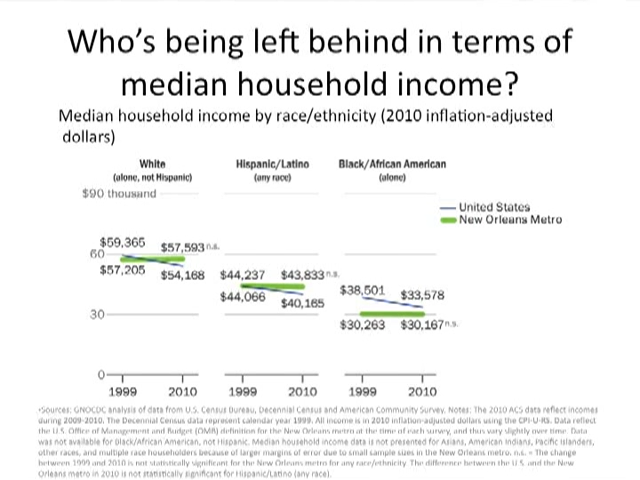 Who's being left behind in terms of
median household income?
Median household income by race/ethnicity (2010 inflation-adjusted
dollars)
White
(alone, not Hispanic)
Hispanic/Latino
(any race)
Black/African American
(alone)
$90 thousand
United States
New Orleans Metro
$59,365
$57,593 n.s.
60
$57,205
$54,168
$44,237
$43,833 n.s.
$44,066
$40,165
$38,501
$33,578
30
$30,263
$30,167 n.s.
0
1999
2010
1999
2010
1999
2010
Sources: GNOCDC analysis of data from U.S. Census Bureau, Decennial Census and American Community Survey. Notes: The 2010 ACS data reflect incomes
during 2009-2010. The Decennial Census data represent calendar year 1999. All income is in 2010 inflation-adjusted dollars using the CPI-U-RS. Data reflect
the U.S. Office of Management and Budget (OMB) definition for the New Orleans metro at the time of each survey, and thus vary slightly over time. Data
was not available for Black/African American, not Hispanic. Median household income data is not presented for Asians, American Indians, Pacific Islanders,
other races, and multiple race householders because of larger margins of error due to small sample sizes in the New Orleans metro. n.s. = The change
between 1999 and 2010 is not statistically significant for the New Orleans metro for any race/ethnicity. The difference between the U.S. and the New
Orleans metro in 2010 is not statistically significant for Hispanic/Latino (any race).